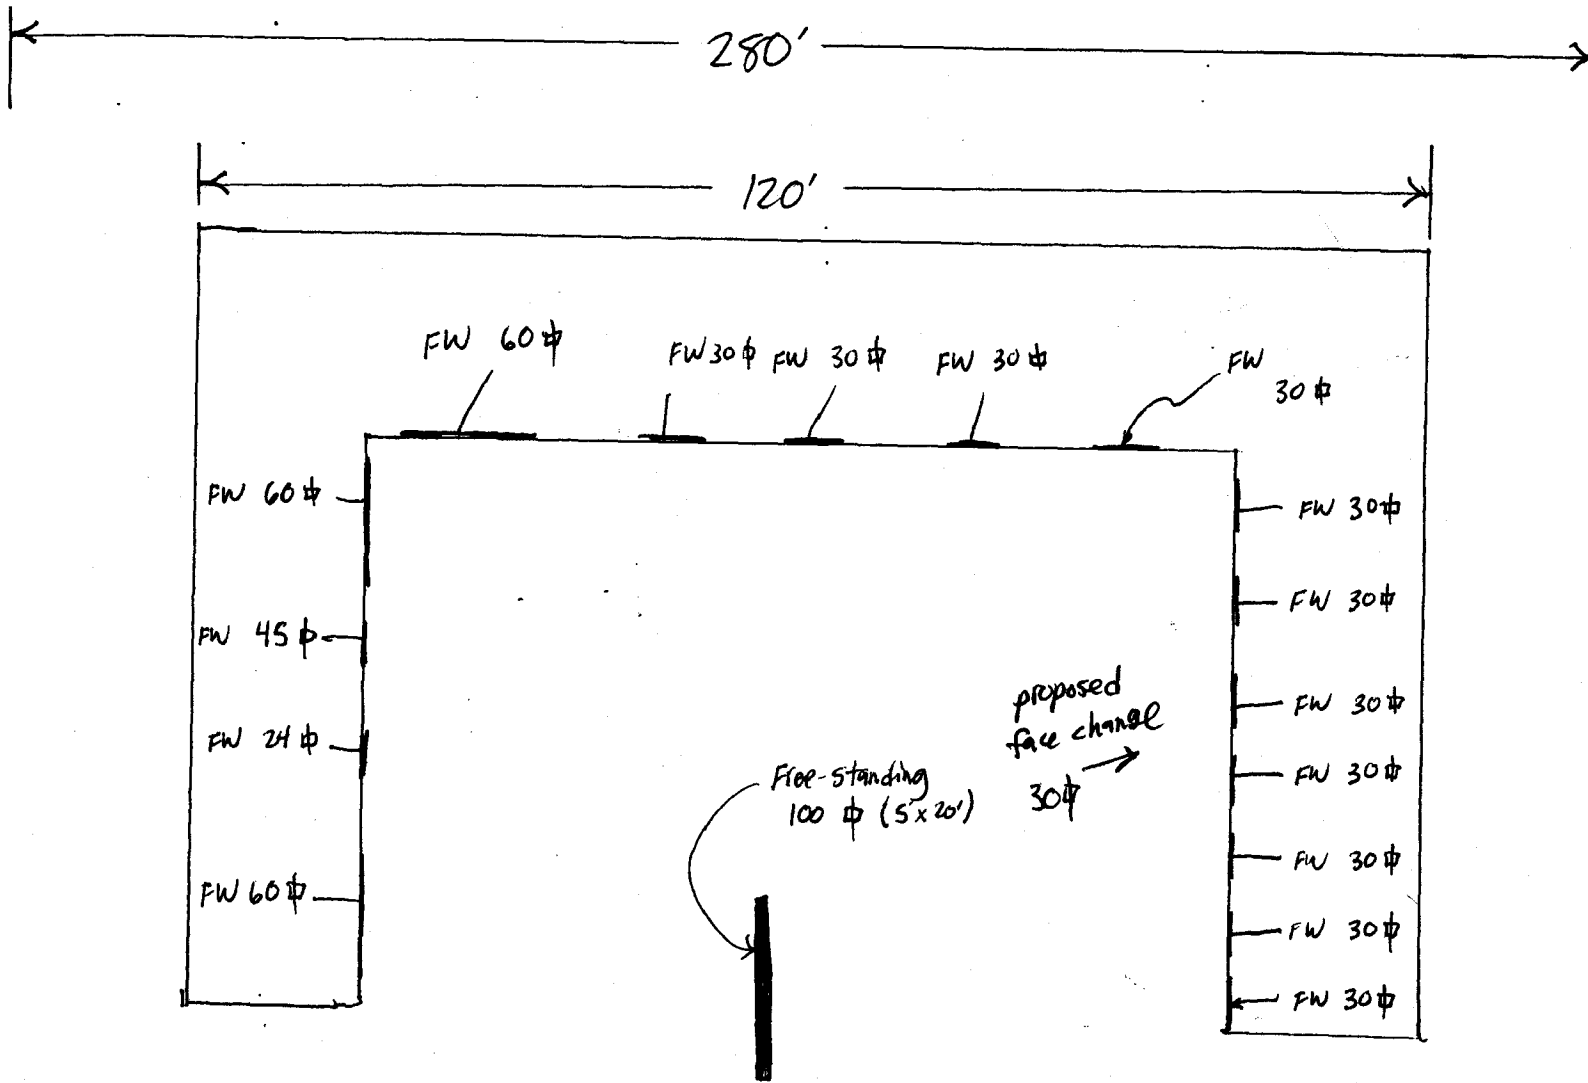 280'
120'
FW 60 ⌽
FW 30 ⌽
FW 30 ⌽
FW 30 ⌽
FW
30 ⌽
FW 60 ⌽
FW 45 ⌽
FW 24 ⌽
FW 60 ⌽
FW 30 ⌽
FW 30 ⌽
FW 30 ⌽
FW 30 ⌽
FW 30 ⌽
FW 30 ⌽
FW 30 ⌽
proposed
face change
30 ⌽
Free-standing
100 ⌽ (5'x20')